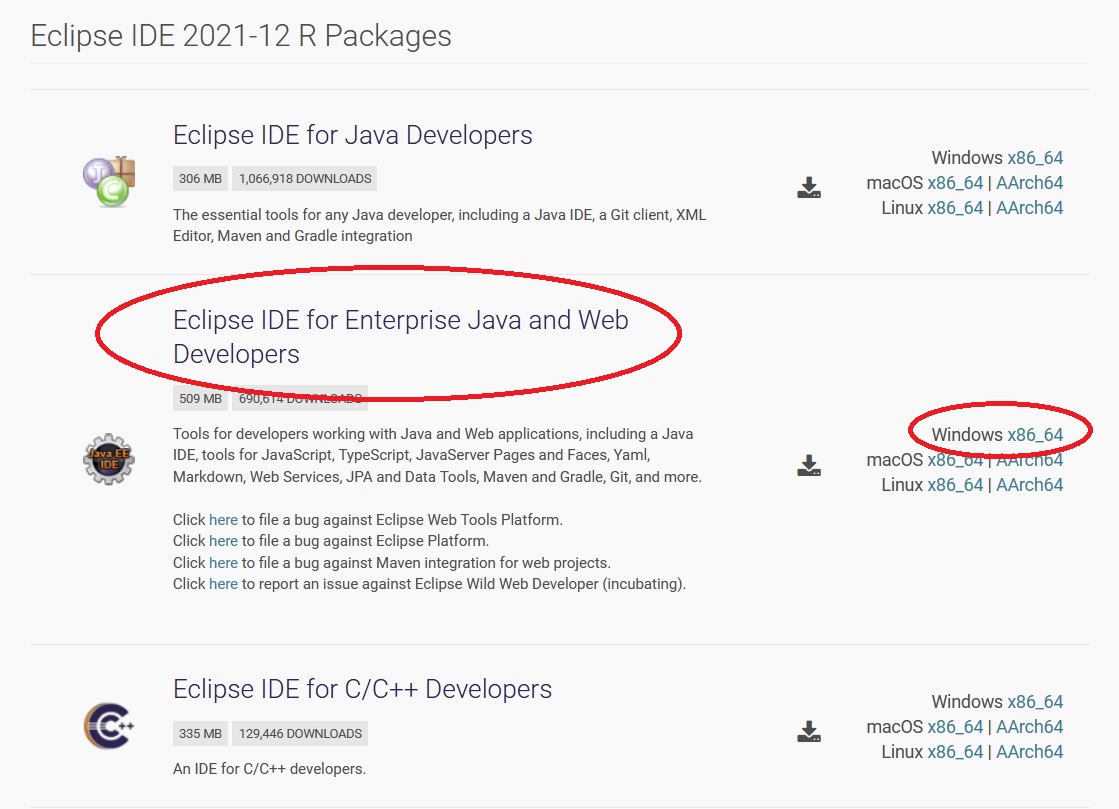 Eclipse IDE 2021-12 R Packages
Eclipse IDE for Java Developers
306 MB 1,066,918 DOWNLOADS
The essential tools for any Java developer, including a Java IDE, a Git client, XML
Editor, Maven and Gradle integration
Windows x86_64
macOS x86_64 | AArch64
Linux x86_64 | AArch64
Eclipse IDE for Enterprise Java and Web
Developers
509 MB 690,614 DOWNLOADS
Java EE
IDE
Tools for developers working with Java and Web applications, including a Java
IDE, tools for JavaScript, TypeScript, JavaServer Pages and Faces, Yaml,
Markdown, Web Services, JPA and Data Tools, Maven and Gradle, Git, and more.
Click here to file a bug against Eclipse Web Tools Platform.
Click here to file a bug against Eclipse Platform.
Click here to file a bug against Maven integration for web projects.
Click here to report an issue against Eclipse Wild Web Developer (incubating).
Windows x86_64
macOS x86_64 | AArch64
Linux x86_64 | AArch64
Eclipse IDE for C/C++ Developers
335 MB 129,446 DOWNLOADS
An IDE for C/C++ developers.
C++
Windows x86_64
macOS x86_64 | AArch64
Linux x86_64 | AArch64